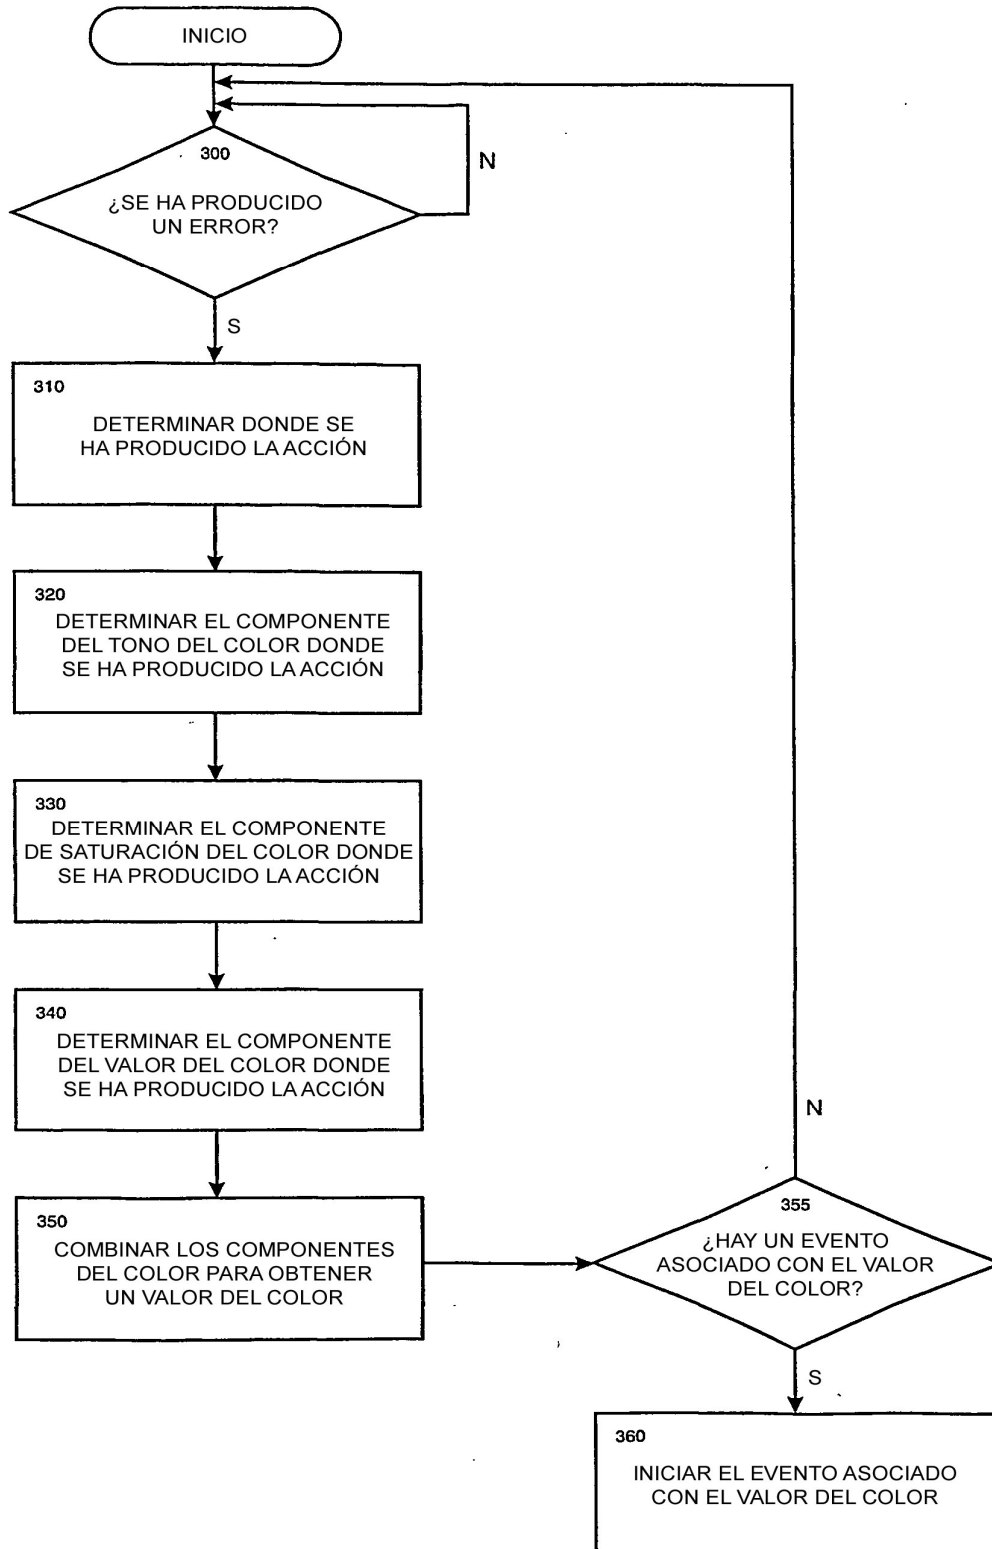 INICIO
300
N
¿SE HA PRODUCIDO
UN ERROR?
S
310
DETERMINAR DONDE SE
HA PRODUCIDO LA ACCIÓN
320
DETERMINAR EL COMPONENTE
DEL TONO DEL COLOR DONDE
SE HA PRODUCIDO LA ACCIÓN
330
DETERMINAR EL COMPONENTE
DE SATURACIÓN DEL COLOR DONDE
SE HA PRODUCIDO LA ACCIÓN
340
DETERMINAR EL COMPONENTE
DEL VALOR DEL COLOR DONDE
SE HA PRODUCIDO LA ACCIÓN
350
COMBINAR LOS COMPONENTES
DEL COLOR PARA OBTENER
UN VALOR DEL COLOR
N
355
¿HAY UN EVENTO
ASOCIADO CON EL VALOR
DEL COLOR?
S
360
INICIAR EL EVENTO ASOCIADO
CON EL VALOR DEL COLOR